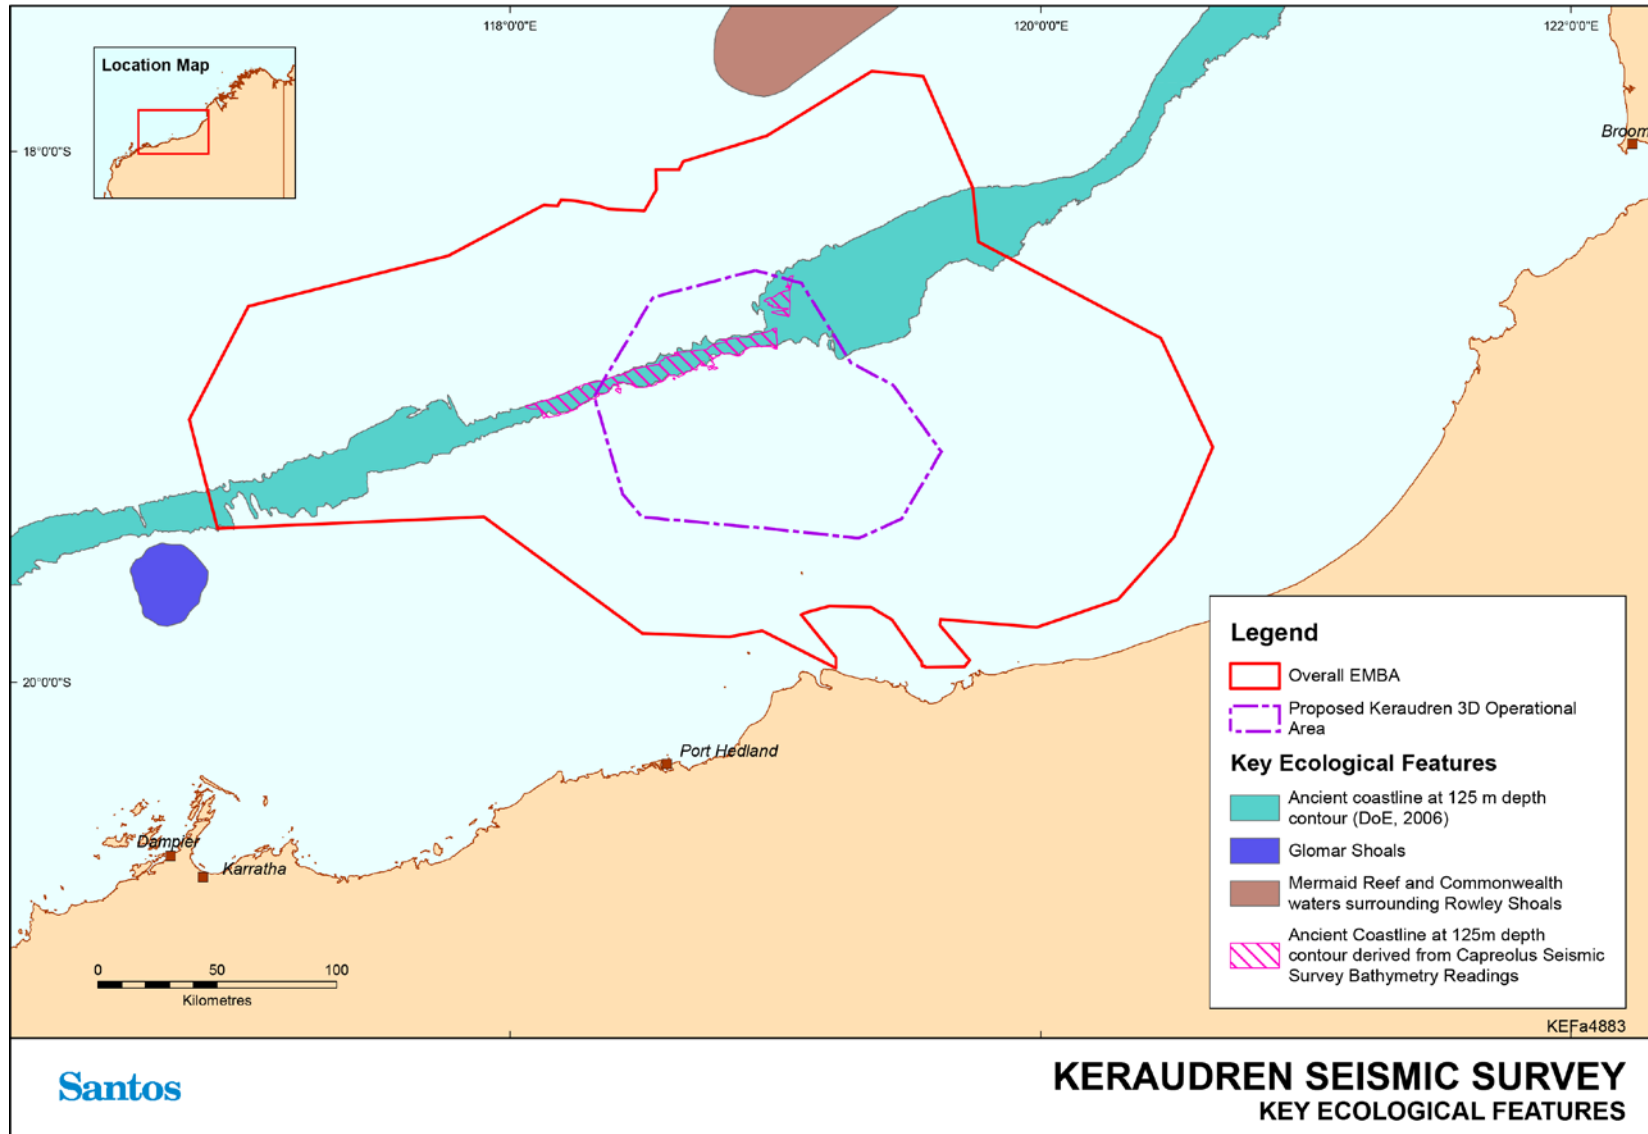 118°0'0"E
120°0'0"E
122°0'0"E
Location Map
18°0'0"S
Broom
20°0'0"S
Port Hedland
Dampier
Karratha
0 50 100
Kilometres
Legend
Overall EMBA
Proposed Keraudren 3D Operational
Area
Key Ecological Features
Ancient coastline at 125 m depth
contour (DoE, 2006)
Glomar Shoals
Mermaid Reef and Commonwealth
waters surrounding Rowley Shoals
Ancient Coastline at 125m depth
contour derived from Capreolus Seismic
Survey Bathymetry Readings
KEFa4883
Santos
KERAUDREN SEISMIC SURVEY
KEY ECOLOGICAL FEATURES